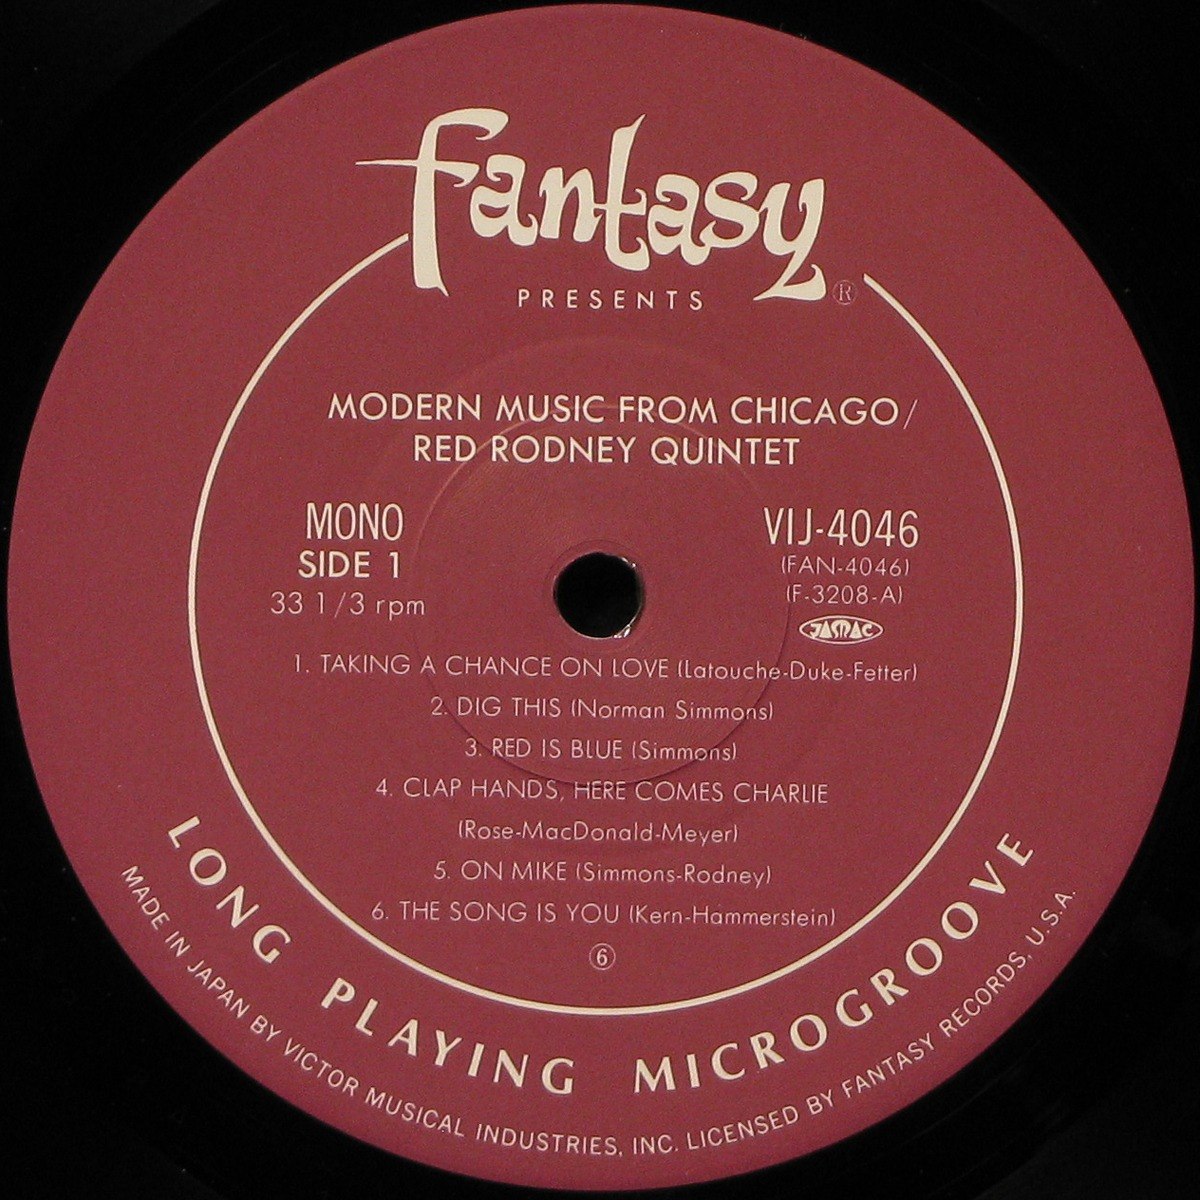 fantasy
®
PRESENTS
MODERN MUSIC FROM CHICAGO/
RED RODNEY QUINTET
MONO
SIDE 1
33 1/3 rpm
VIJ-4046
(FAN-4046)
(F-3208-A)
JASRAC
1. TAKING A CHANCE ON LOVE (Latouche-Duke-Fetter)
2. DIG THIS (Norman Simmons)
3. RED IS BLUE (Simmons)
4. CLAP HANDS, HERE COMES CHARLIE
(Rose-MacDonald-Meyer)
5. ON MIKE (Simmons-Rodney)
6. THE SONG IS YOU (Kern-Hammerstein)
⑥
LONG PLAYING MICROGROOVE
MADE IN JAPAN BY VICTOR MUSICAL INDUSTRIES, INC. LICENSED BY FANTASY RECORDS, U.S.A.